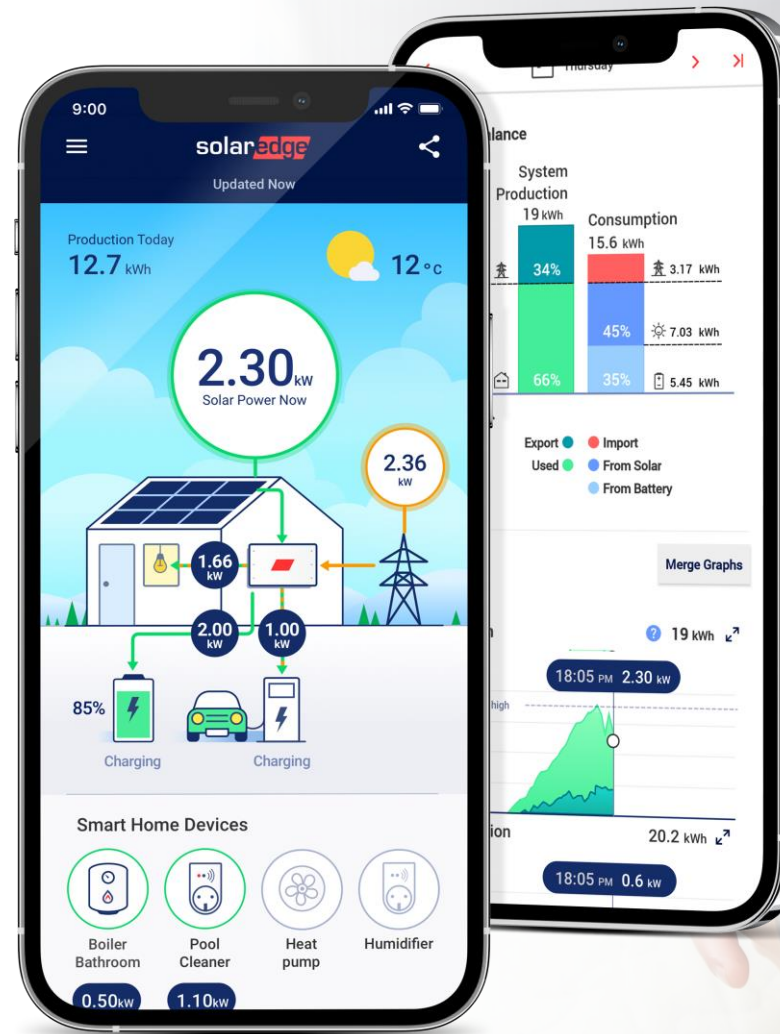 9:00
solaredge
Updated Now
Production Today
12.7 kWh
12 °C
2.30 kW
Solar Power Now
2.36
kW
1.66
kW
2.00
kW
1.00
kW
85%
Charging
Charging
Smart Home Devices
Boiler
Bathroom
Pool
Cleaner
Heat
pump
Humidifier
0.50kW
1.10kW
Thursday
lance
System
Production
19 kWh
Consumption
15.6 kWh
34%
3.17 kWh
45%
7.03 kWh
66%
35%
5.45 kWh
Export
Import
Used
From Solar
From Battery
Merge Graphs
? 19 kWh
18:05 PM 2.30 kW
high
ion
20.2 kWh
18:05 PM 0.6 kW